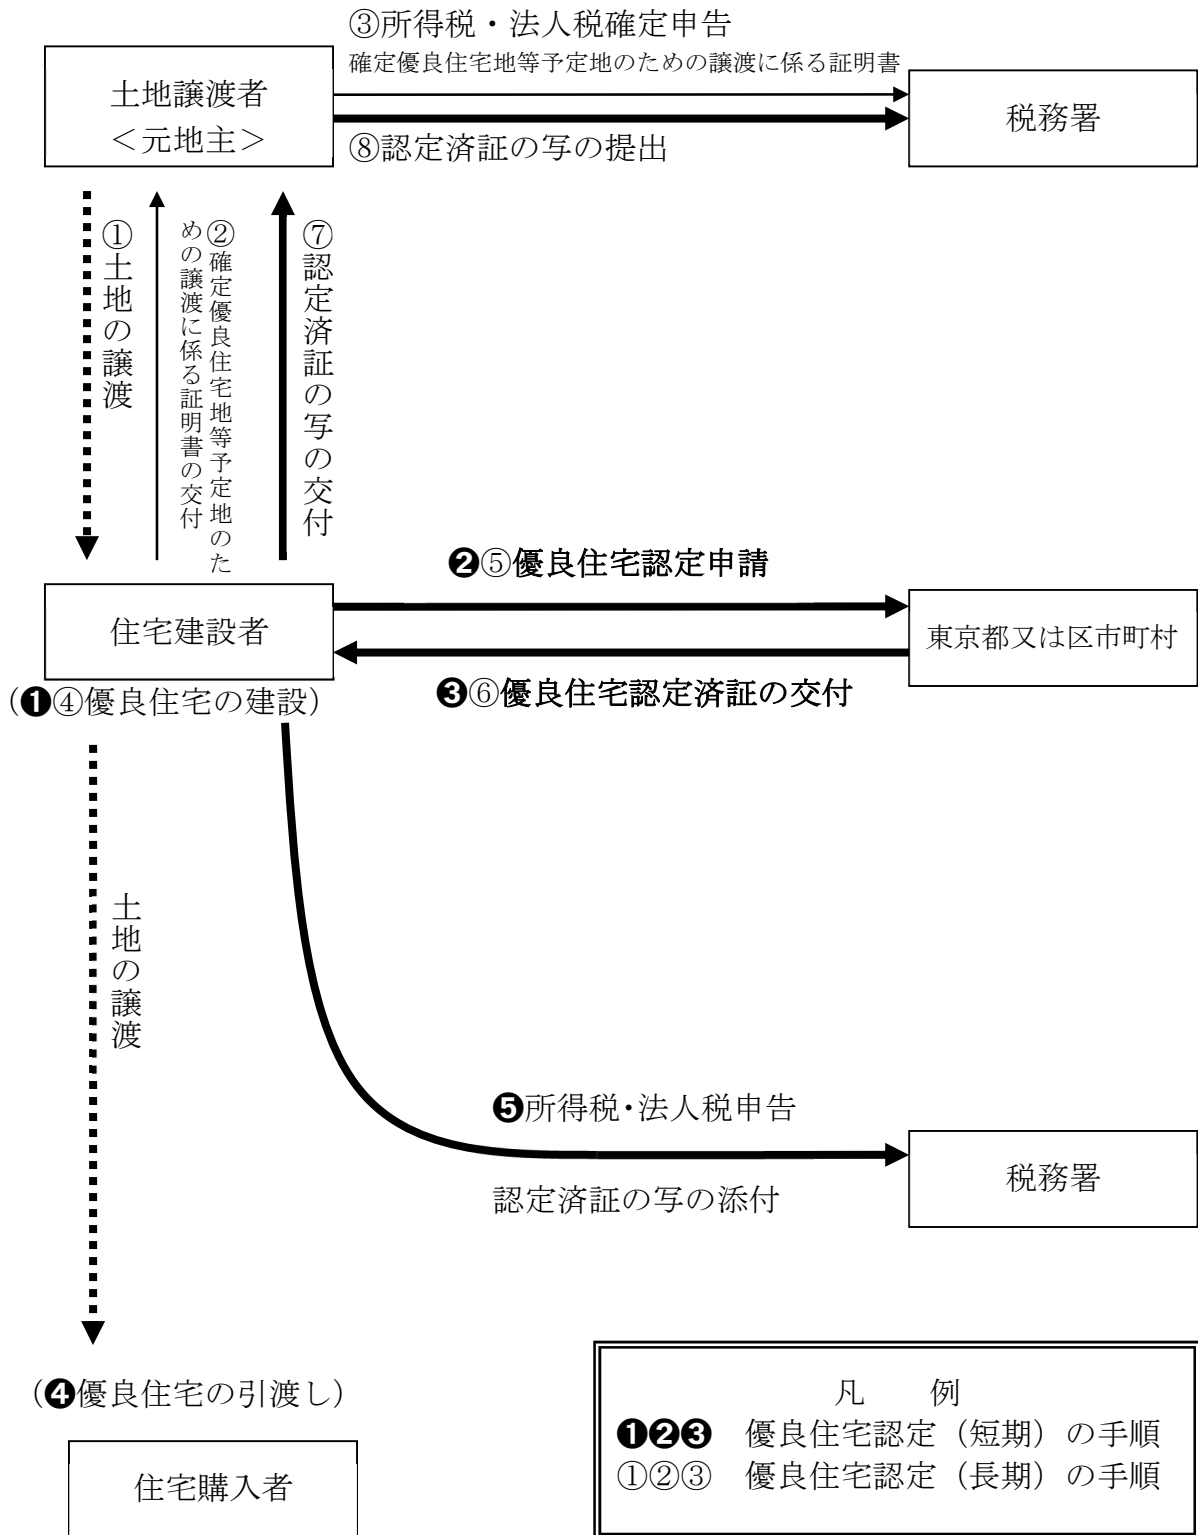 ③所得税・法人税確定申告
確定優良住宅地等予定地のための譲渡に係る証明書
土地譲渡者
＜元地主＞
税務署
⑧認定済証の写の提出
①土地の譲渡
②確定優良住宅地等予定地のた
めの譲渡に係る証明書の交付
⑦認定済証の写の交付
❷⑤優良住宅認定申請
住宅建設者
東京都又は区市町村
（❶④優良住宅の建設）
❸⑥優良住宅認定済証の交付
土地の譲渡
❺所得税・法人税申告
認定済証の写の添付
税務署
（❹優良住宅の引渡し）
住宅購入者
凡　　例
❶❷❸　優良住宅認定（短期）の手順
①②③　優良住宅認定（長期）の手順